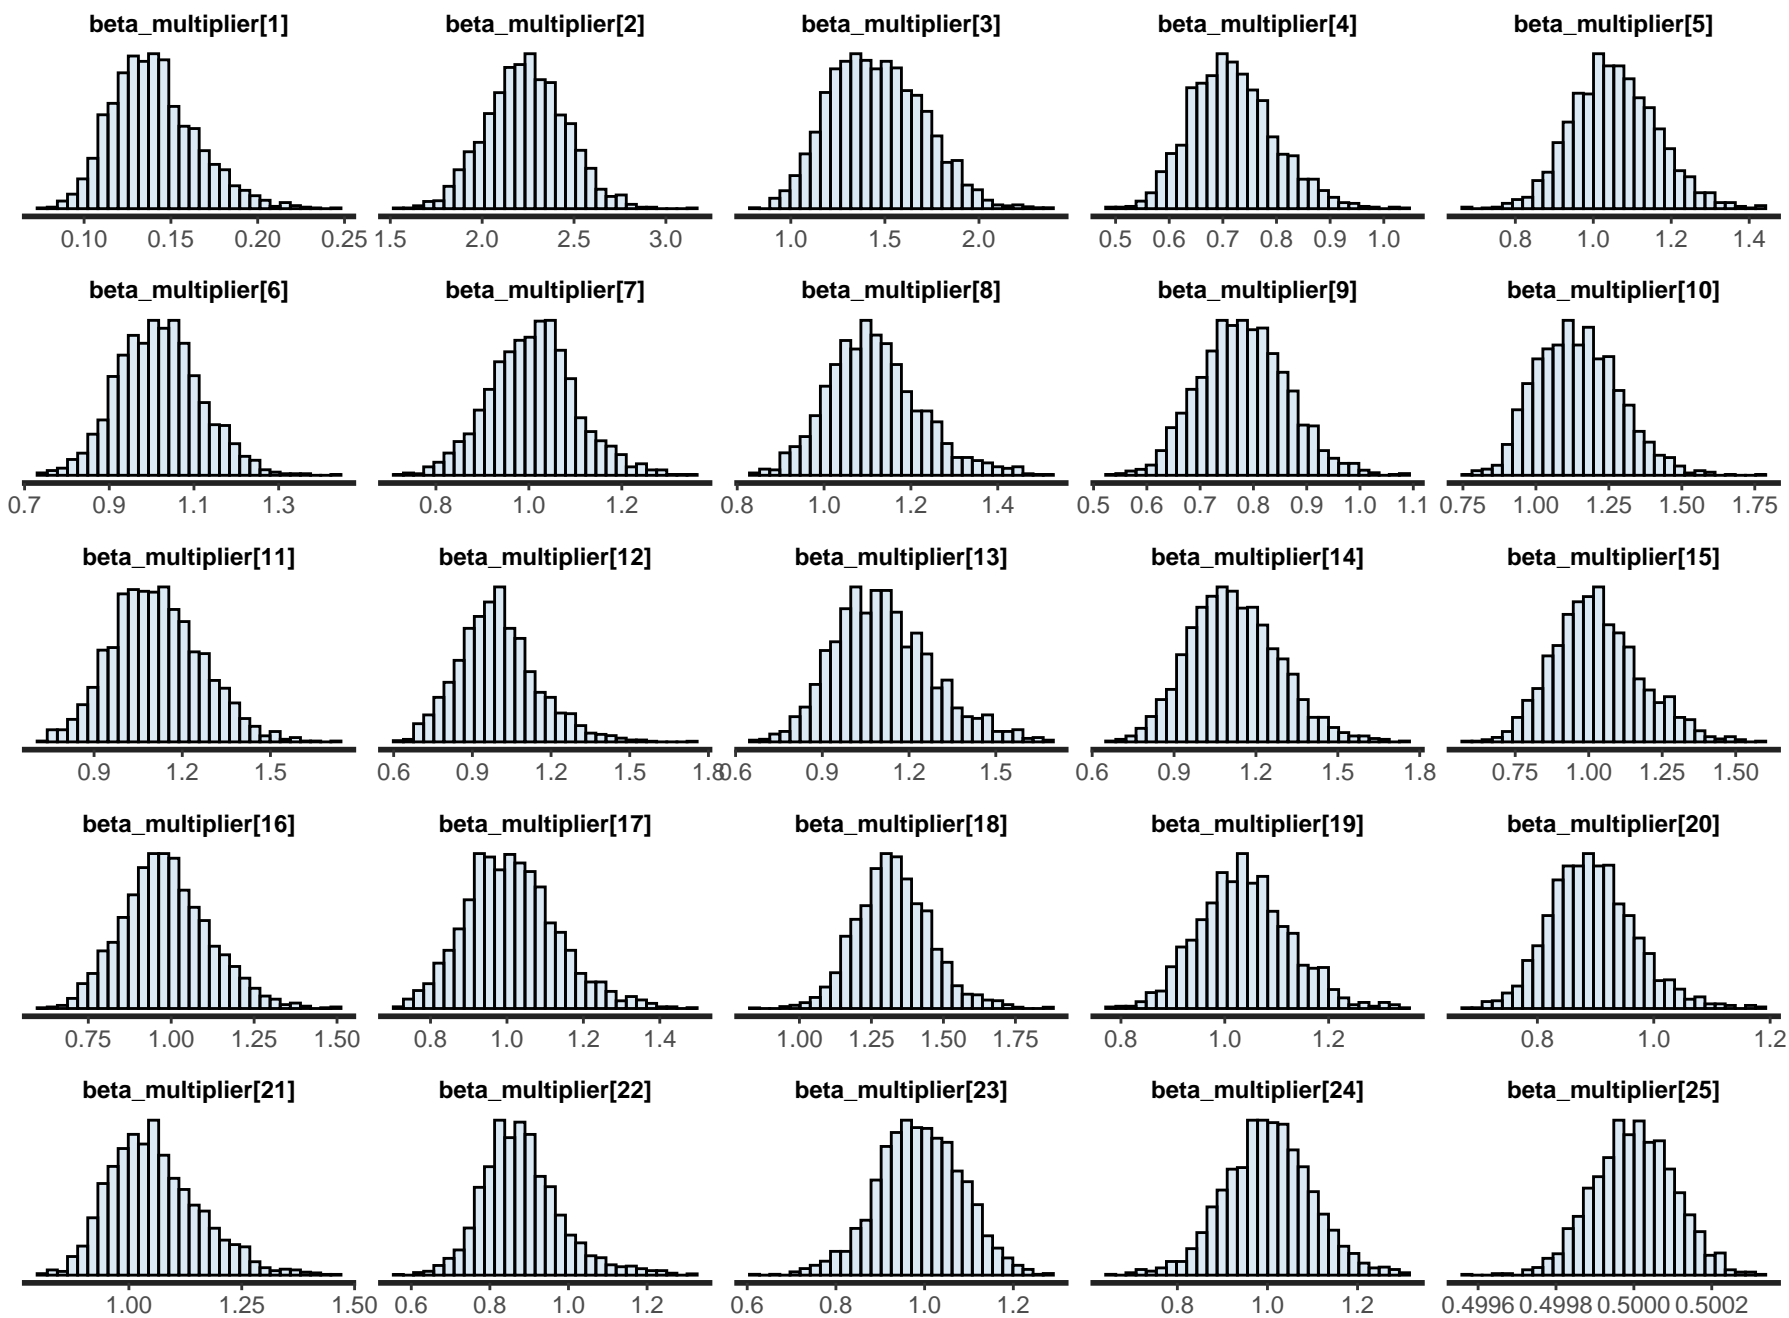 beta_multiplier[1] beta_multiplier[2] beta_multiplier[3] beta_multiplier[4] beta_multiplier[5]
0.10 0.15 0.20 0.25 1.5 2.0 2.5 3.0 1.0 1.5 2.0 0.5 0.6 0.7 0.8 0.9 1.0 0.8 1.0 1.2 1.4
beta_multiplier[6] beta_multiplier[7] beta_multiplier[8] beta_multiplier[9] beta_multiplier[10]
0.7 0.9 1.1 1.3 0.8 1.0 1.2 0.8 1.0 1.2 1.4 0.5 0.6 0.7 0.8 0.9 1.0 1.1 0.75 1.00 1.25 1.50 1.75
beta_multiplier[11] beta_multiplier[12] beta_multiplier[13] beta_multiplier[14] beta_multiplier[15]
0.9 1.2 1.5 0.6 0.9 1.2 1.5 1.8 0.6 0.9 1.2 1.5 0.6 0.9 1.2 1.5 1.8 0.75 1.00 1.25 1.50
beta_multiplier[16] beta_multiplier[17] beta_multiplier[18] beta_multiplier[19] beta_multiplier[20]
0.75 1.00 1.25 1.50 0.8 1.0 1.2 1.4 1.00 1.25 1.50 1.75 0.8 1.0 1.2 0.8 1.0 1.2
beta_multiplier[21] beta_multiplier[22] beta_multiplier[23] beta_multiplier[24] beta_multiplier[25]
1.00 1.25 1.50 0.6 0.8 1.0 1.2 0.6 0.8 1.0 1.2 0.8 1.0 1.2 0.4996 0.4998 0.5000 0.5002